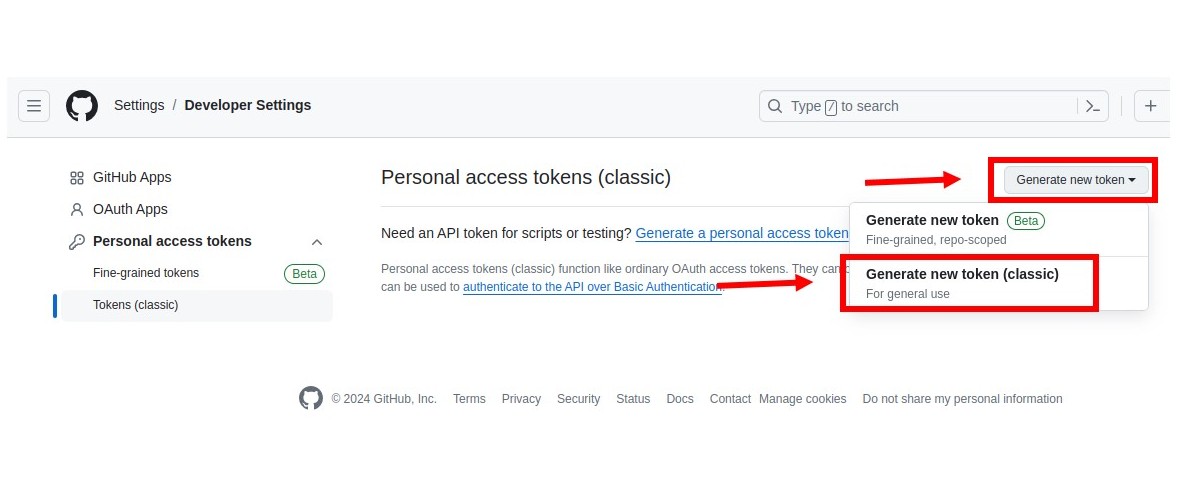 Settings / Developer Settings
Type / to search
GitHub Apps
OAuth Apps
Personal access tokens
Fine-grained tokens Beta
Tokens (classic)
Personal access tokens (classic)
Generate new token
Need an API token for scripts or testing? Generate a personal access token
Personal access tokens (classic) function like ordinary OAuth access tokens. They can
can be used to authenticate to the API over Basic Authentication.
Generate new token Beta
Fine-grained, repo-scoped
Generate new token (classic)
For general use
© 2024 GitHub, Inc. Terms Privacy Security Status Docs Contact Manage cookies Do not share my personal information